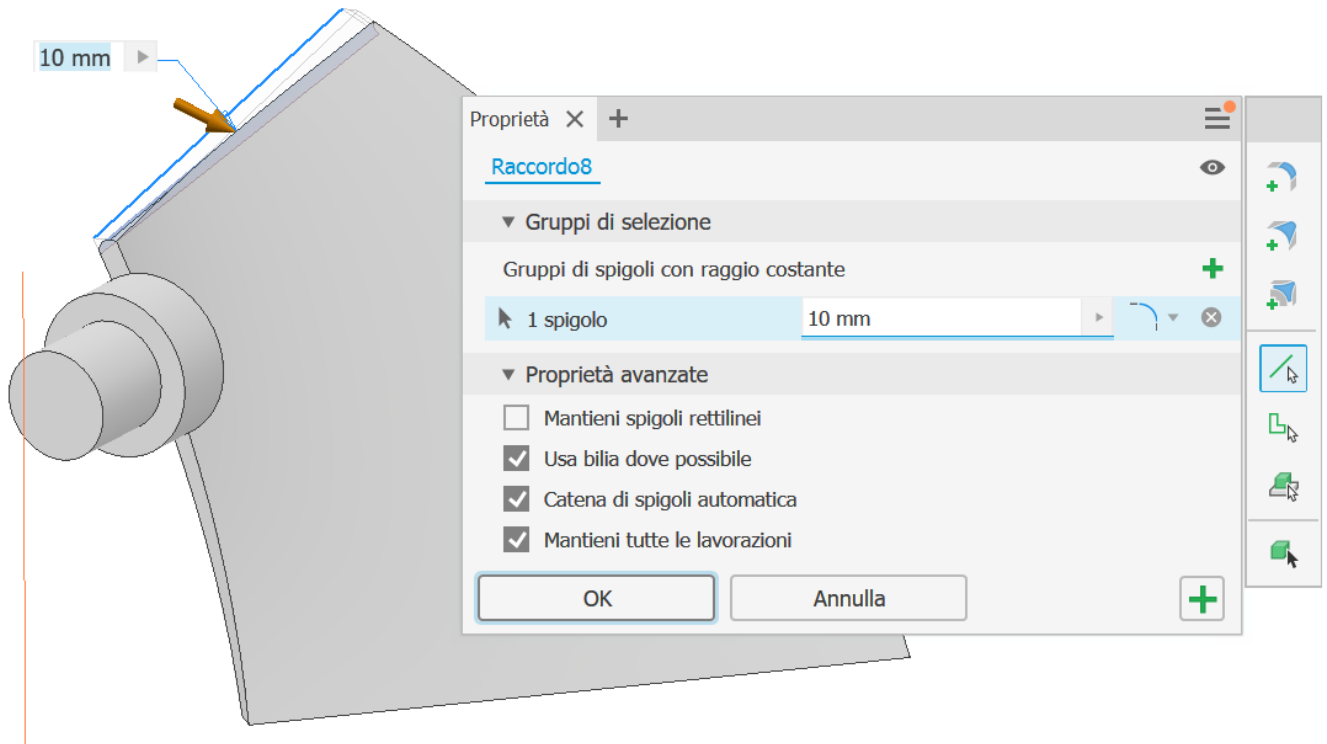 10 mm
Proprietà
Raccordo8
Gruppi di selezione
Gruppi di spigoli con raggio costante
1 spigolo 10 mm
Proprietà avanzate
Mantieni spigoli rettilinei
Usa bilia dove possibile
Catena di spigoli automatica
Mantieni tutte le lavorazioni
OK Annulla